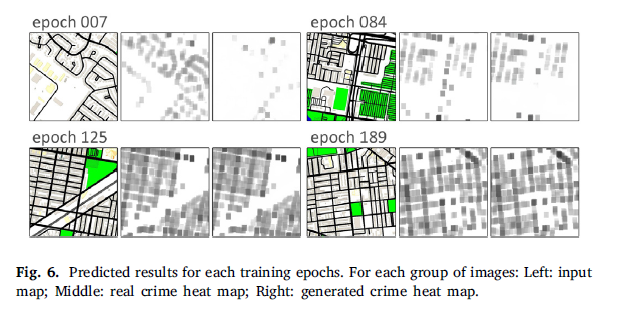 epoch 007
epoch 084
epoch 125
epoch 189
Fig. 6. Predicted results for each training epochs. For each group of images: Left: input
map; Middle: real crime heat map; Right: generated crime heat map.